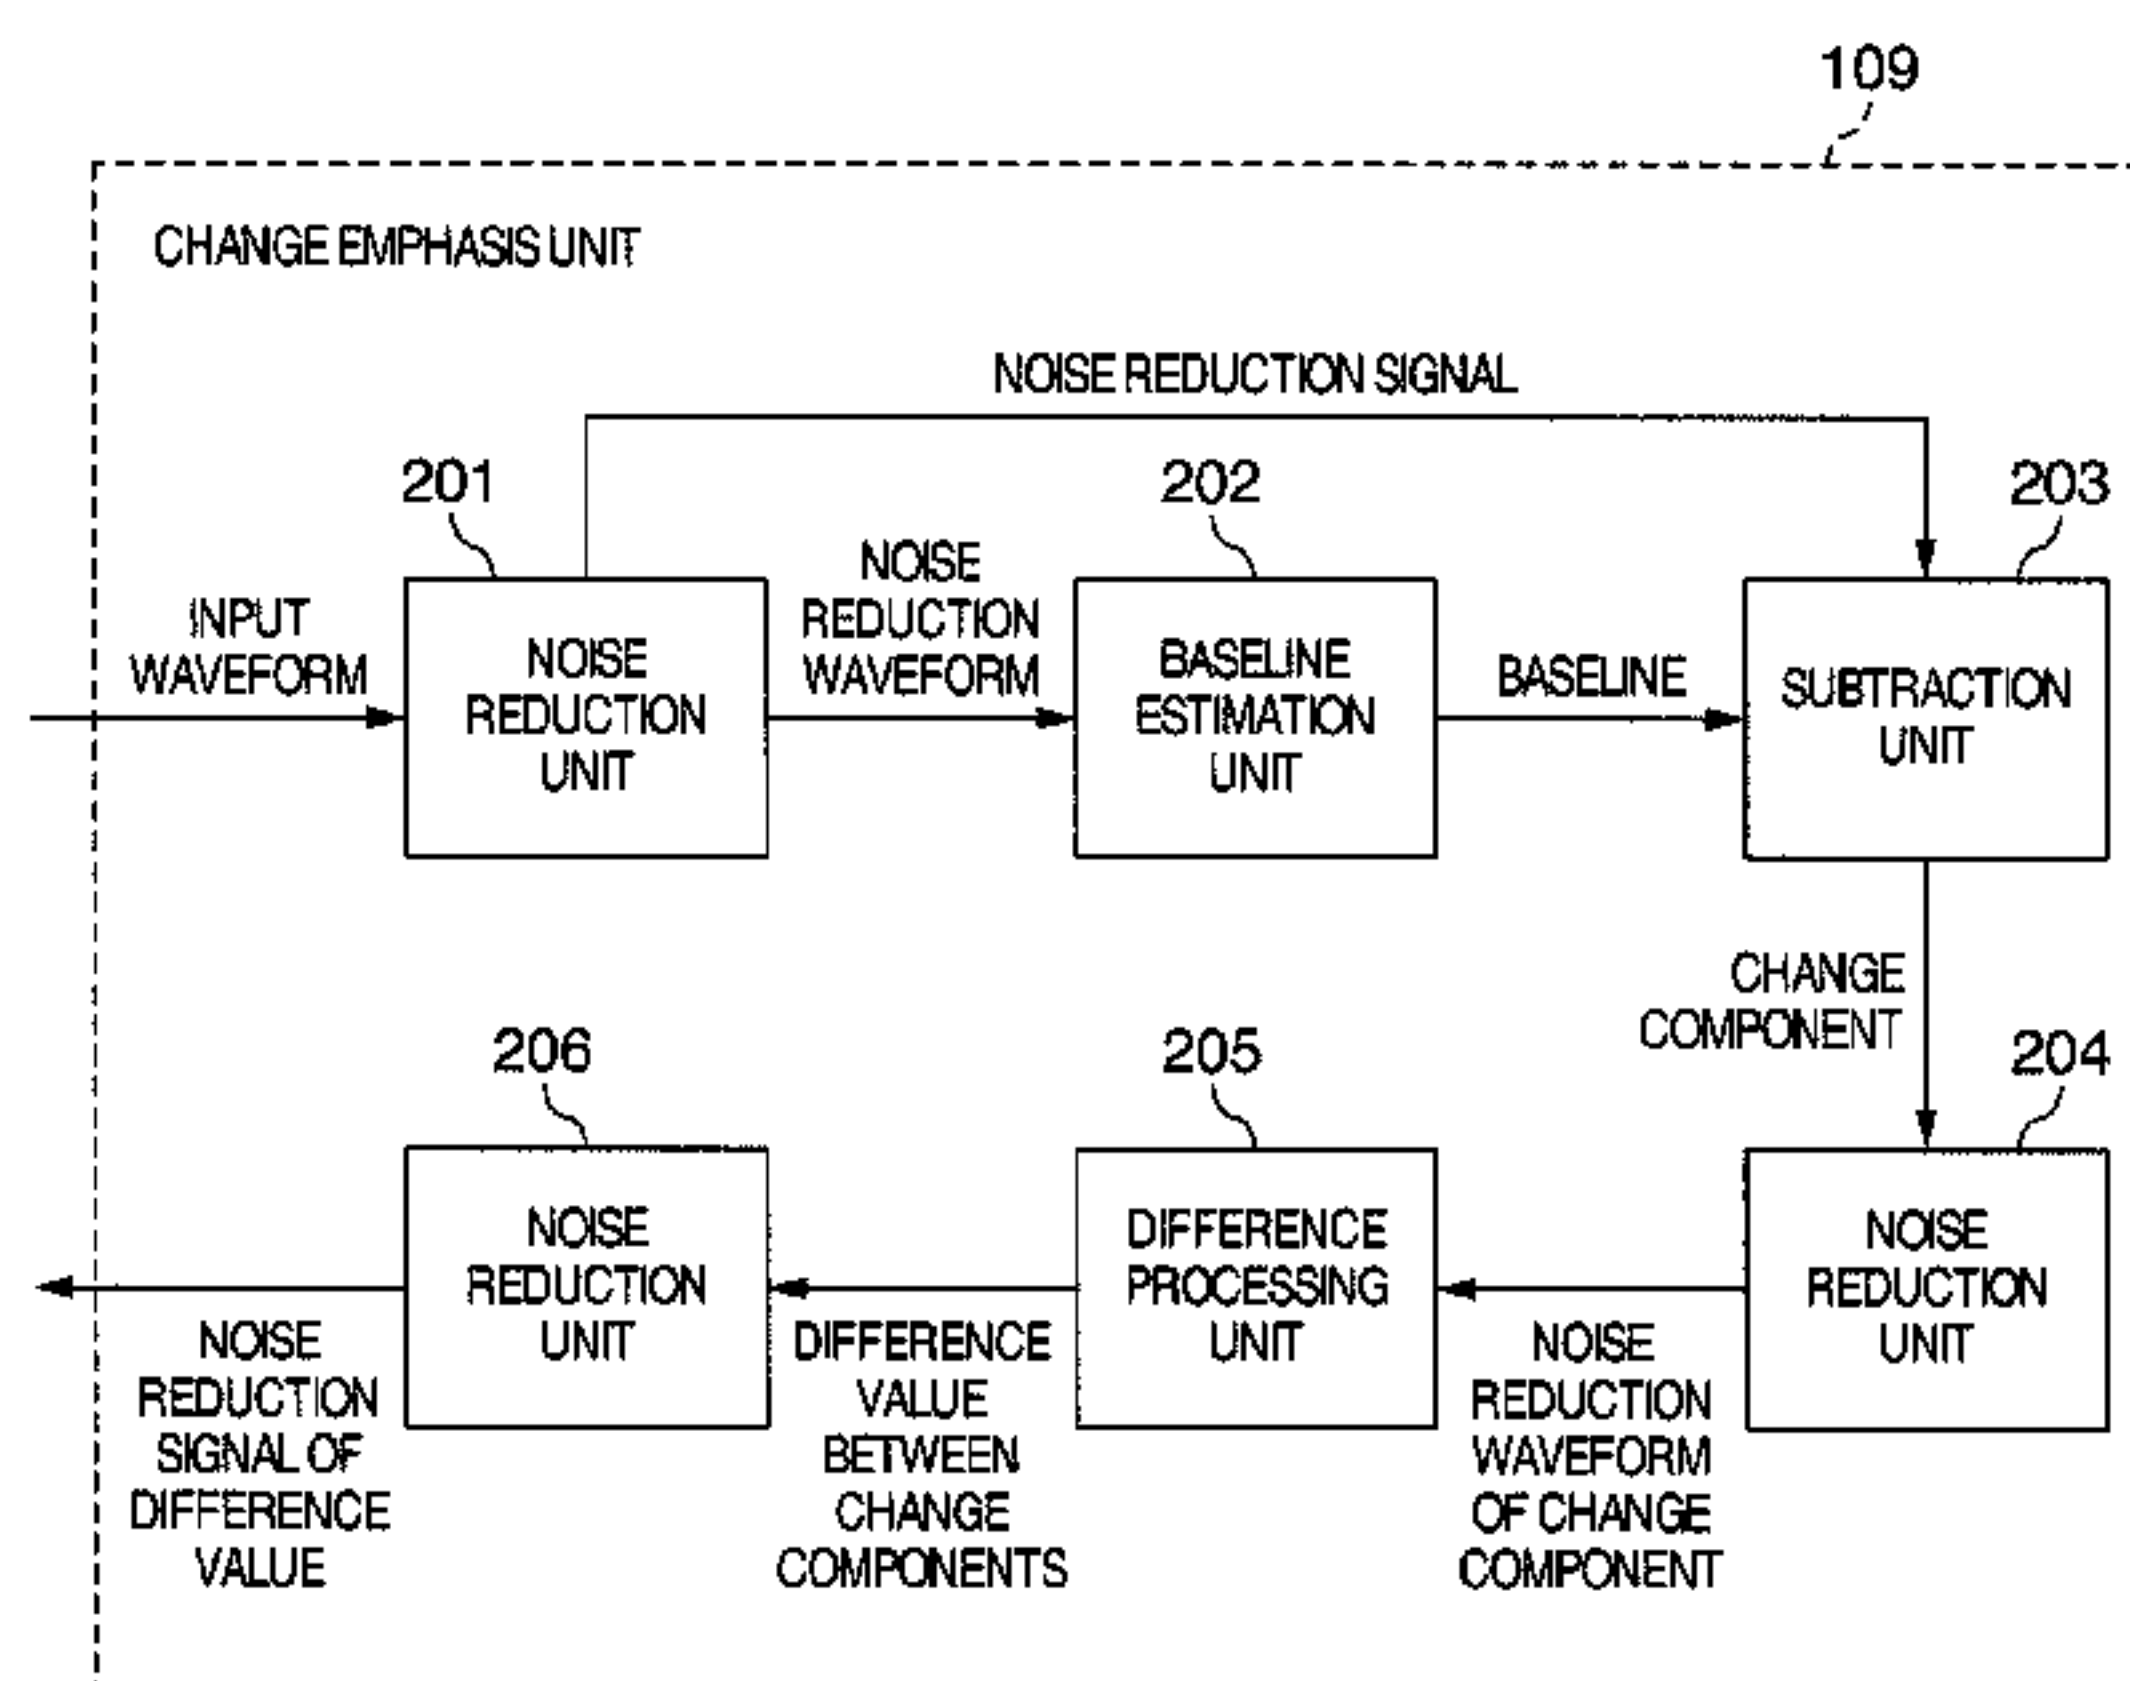 109
CHANGE EMPHASIS UNIT
NOISE REDUCTION SIGNAL
201
202
203
INPUT
WAVEFORM
NOISE
REDUCTION
UNIT
NOISE
REDUCTION
WAVEFORM
BASELINE
ESTIMATION
UNIT
BASELINE
SUBTRACTION
UNIT
CHANGE
COMPONENT
204
205
206
NOISE
REDUCTION
UNIT
NOISE
REDUCTION
WAVEFORM
OF CHANGE
COMPONENT
DIFFERENCE
PROCESSING
UNIT
DIFFERENCE
VALUE
BETWEEN
CHANGE
COMPONENTS
NOISE
REDUCTION
UNIT
NOISE
REDUCTION
SIGNAL OF
DIFFERENCE
VALUE